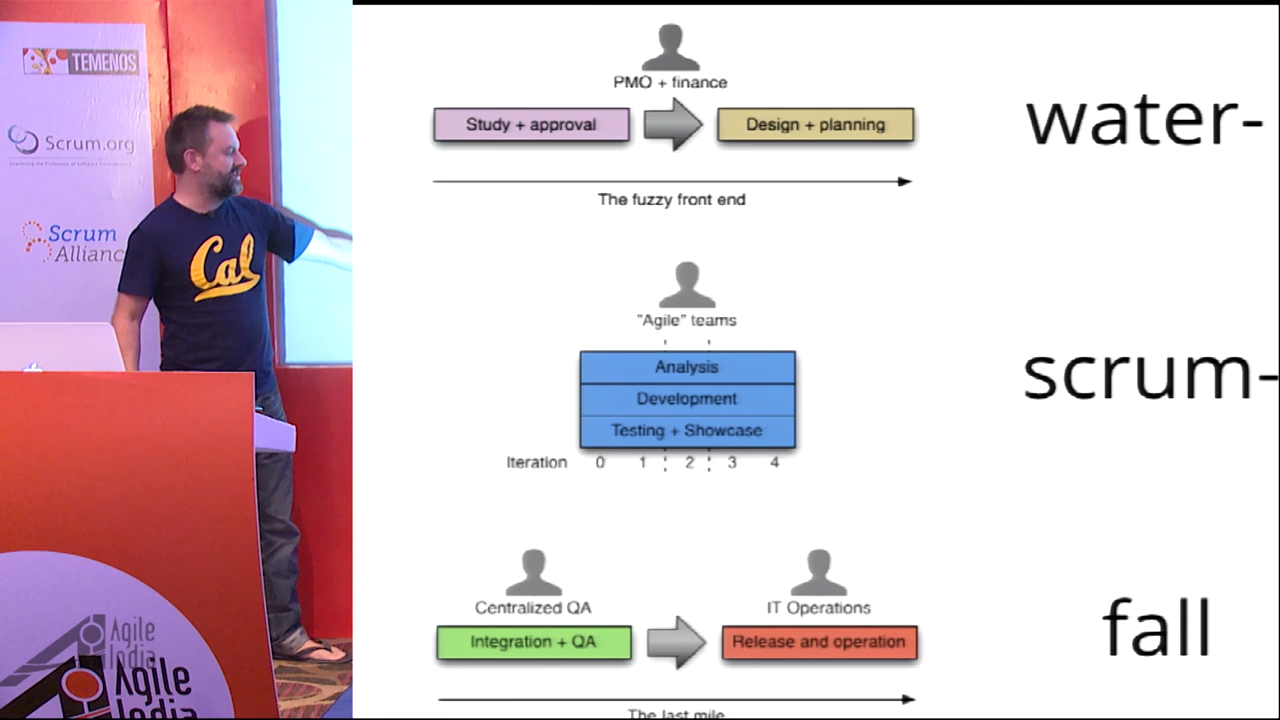 TEMENOS
Scrum.org
Scrum
Allianc
Cal
Agile
India
Agile
India
PMO + finance
Study + approval
Design + planning
The fuzzy front end
water-
"Agile" teams
Analysis
Development
Testing + Showcase
Iteration 0 1 2 3 4
scrum-
Centralized QA
IT Operations
Integration + QA
Release and operation
The last mile
fall